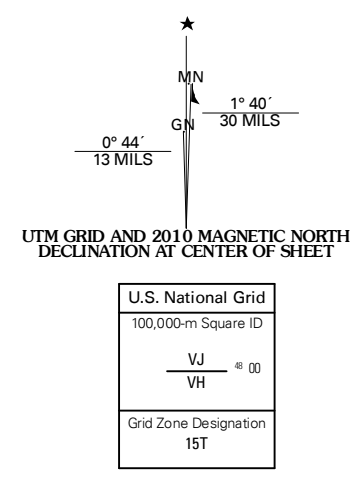 MN
1° 40´
30 MILS
GN
0° 44´
13 MILS
UTM GRID AND 2010 MAGNETIC NORTH
DECLINATION AT CENTER OF SHEET
U.S. National Grid
100,000-m Square ID
VJ
48 00
VH
Grid Zone Designation
15T